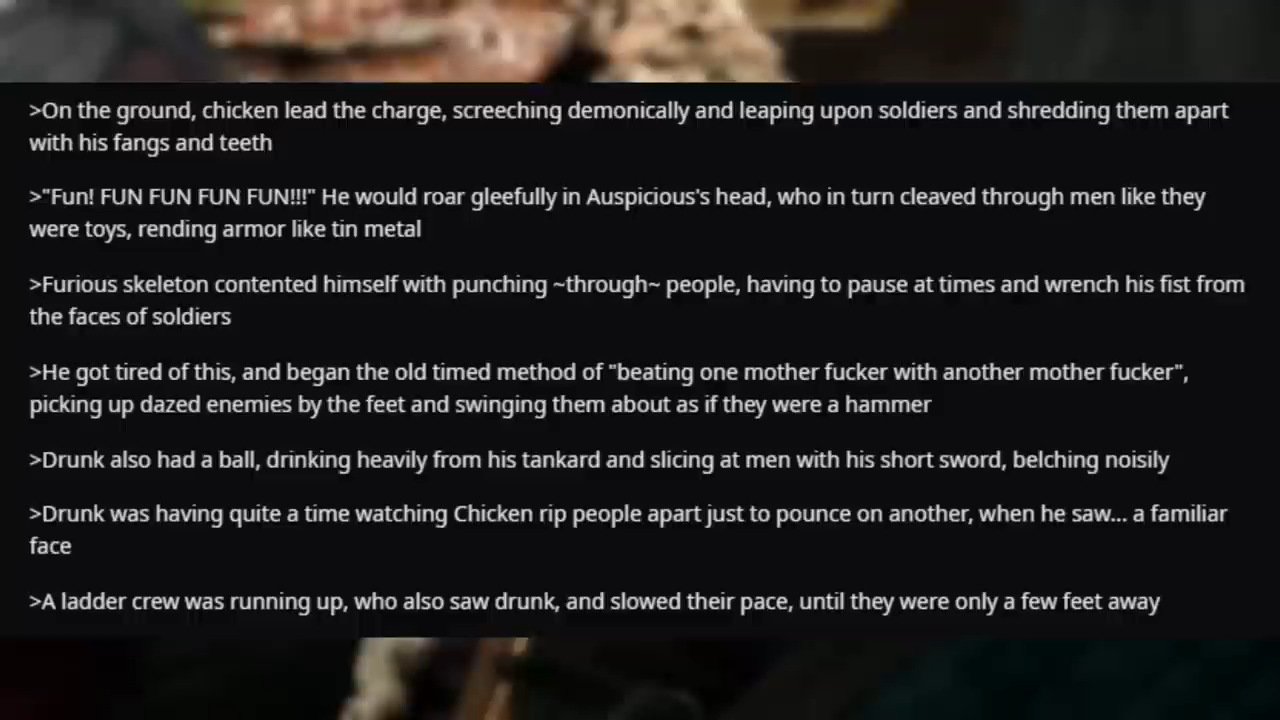 >On the ground, chicken lead the charge, screeching demonically and leaping upon soldiers and shredding them apart
with his fangs and teeth
>"Fun! FUN FUN FUN FUN!!!" He would roar gleefully in Auspicious's head, who in turn cleaved through men like they
were toys, rending armor like tin metal
>Furious skeleton contented himself with punching ~through~ people, having to pause at times and wrench his fist from
the faces of soldiers
>He got tired of this, and began the old timed method of "beating one mother fucker with another mother fucker",
picking up dazed enemies by the feet and swinging them about as if they were a hammer
>Drunk also had a ball, drinking heavily from his tankard and slicing at men with his short sword, belching noisily
>Drunk was having quite a time watching Chicken rip people apart just to pounce on another, when he saw... a familiar
face
>A ladder crew was running up, who also saw drunk, and slowed their pace, until they were only a few feet away